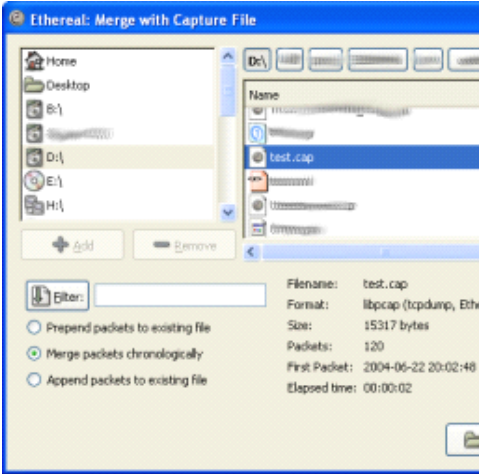 Ethereal: Merge with Capture File
Home
Desktop
B:\
D:\
E:\
H:\
Add
Remove
D:\
Name
test.cap
Filter:
Prepend packets to existing file
Merge packets chronologically
Append packets to existing file
Filename: test.cap
Format: libpcap (tcpdump, Ethe
Size: 15317 bytes
Packets: 120
First Packet: 2004-06-22 20:02:48
Elapsed time: 00:00:02